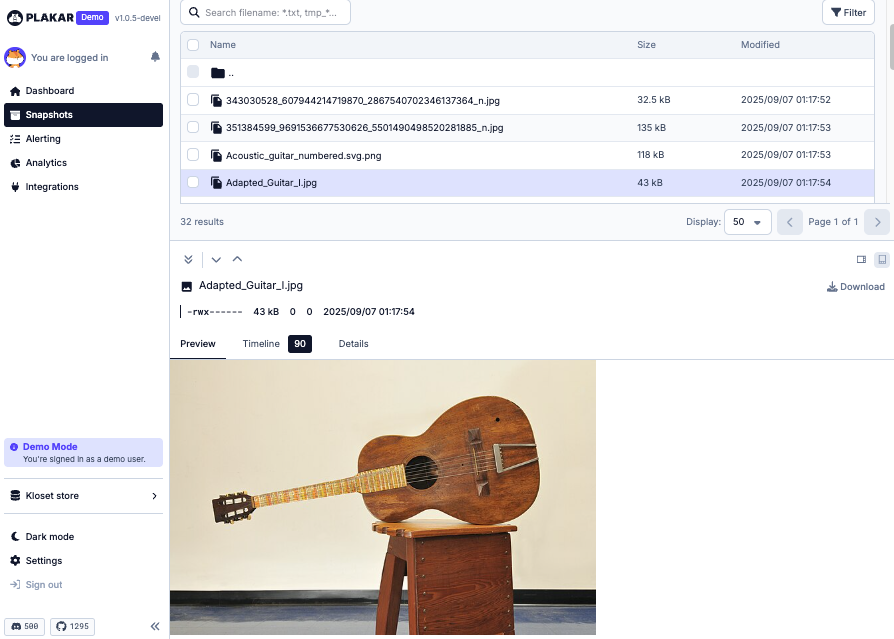 PLAKAR Demo v1.0.5-devel
You are logged in
Dashboard
Snapshots
Alerting
Analytics
Integrations
Demo Mode
You're signed in as a demo user.
Kloset store
Dark mode
Settings
Sign out
500 1295
Search filename: *.txt, tmp_*... Filter
Name Size Modified
..
343030528_607944214719870_2867540702346137364_n.jpg 32.5 kB 2025/09/07 01:17:52
351384599_9691536677530626_5501490498520281885_n.jpg 135 kB 2025/09/07 01:17:53
Acoustic_guitar_numbered.svg.png 118 kB 2025/09/07 01:17:53
Adapted_Guitar_I.jpg 43 kB 2025/09/07 01:17:54
32 results Display: 50 Page 1 of 1
Adapted_Guitar_I.jpg Download
-rwx------ 43 kB 0 0 2025/09/07 01:17:54
Preview Timeline 90 Details